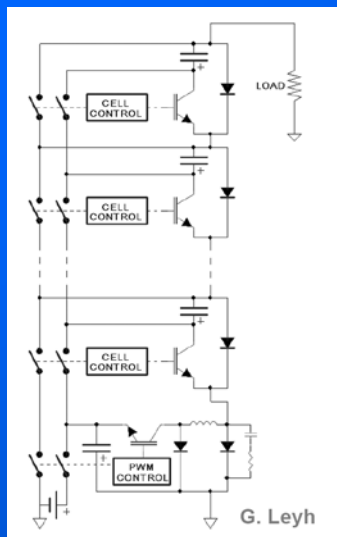 LOAD
CELL
CONTROL
+
CELL
CONTROL
+
CELL
CONTROL
+
+
PWM
CONTROL
+
G. Leyh